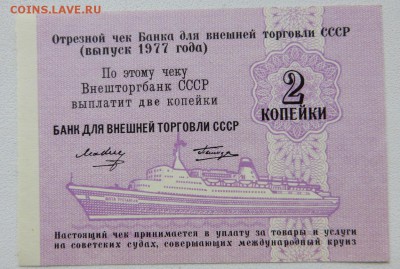 COINS.LAVE.RU
Отрезной чек Банка для внешней торговли СССР
(выпуск 1977 года)
По этому чеку
Внешторгбанк СССР
выплатит две копейки
2
КОПЕЙКИ
БАНК ДЛЯ ВНЕШНЕЙ ТОРГОВЛИ СССР
Настоящий чек принимается в уплату за товары и услуги
на советских судах, совершающих международный круиз